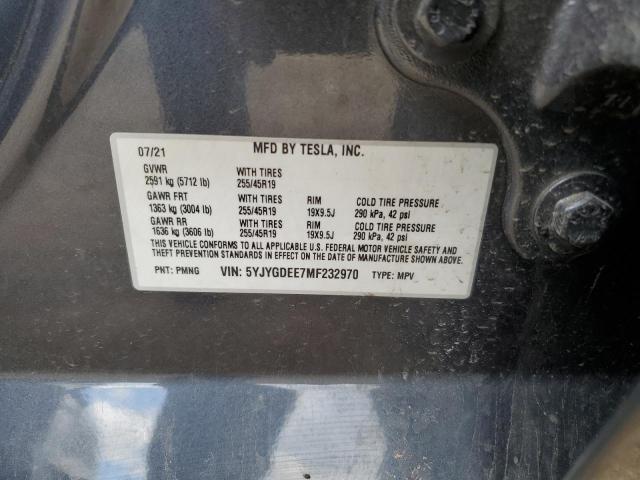 07/21 MFD BY TESLA, INC.
GVWR WITH TIRES
2591 kg (5712 lb) 255/45R19
GAWR FRT WITH TIRES RIM COLD TIRE PRESSURE
1363 kg (3004 lb) 255/45R19 19X9.5J 290 kPa, 42 psi
GAWR RR WITH TIRES RIM COLD TIRE PRESSURE
1636 kg (3606 lb) 255/45R19 19X9.5J 290 kPa, 42 psi
THIS VEHICLE CONFORMS TO ALL APPLICABLE U.S. FEDERAL MOTOR VEHICLE SAFETY AND
THEFT PREVENTION STANDARDS IN EFFECT ON THE DATE OF MANUFACTURE SHOWN ABOVE.
PNT: PMNG VIN: 5YJYGDEE7MF232970 TYPE: MPV